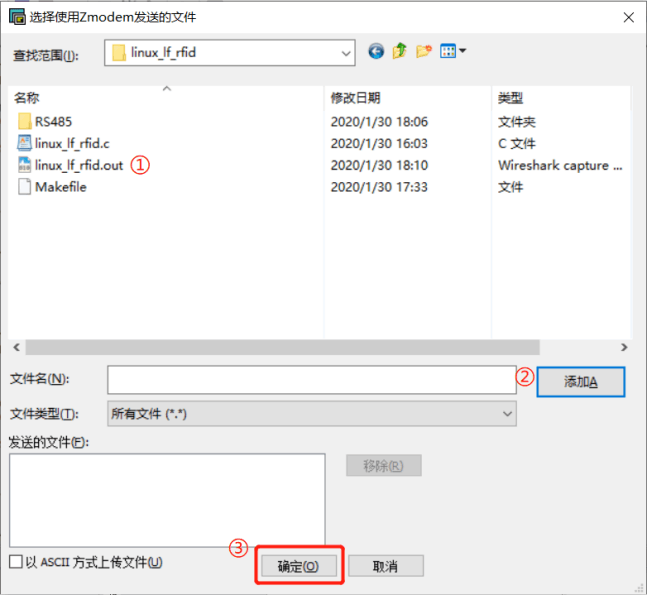 选择使用Zmodem发送的文件
查找范围(I): linux_lf_rfid
名称 修改日期 类型
RS485 2020/1/30 18:06 文件夹
linux_lf_rfid.c 2020/1/30 16:03 C 文件
linux_lf_rfid.out ① 2020/1/30 18:10 Wireshark capture ...
Makefile 2020/1/30 17:33 文件
文件名(N): ② 添加A
文件类型(T): 所有文件 (*.*)
发送的文件(F):
移除(R)
③
以 ASCII 方式上传文件(U) 确定(O) 取消